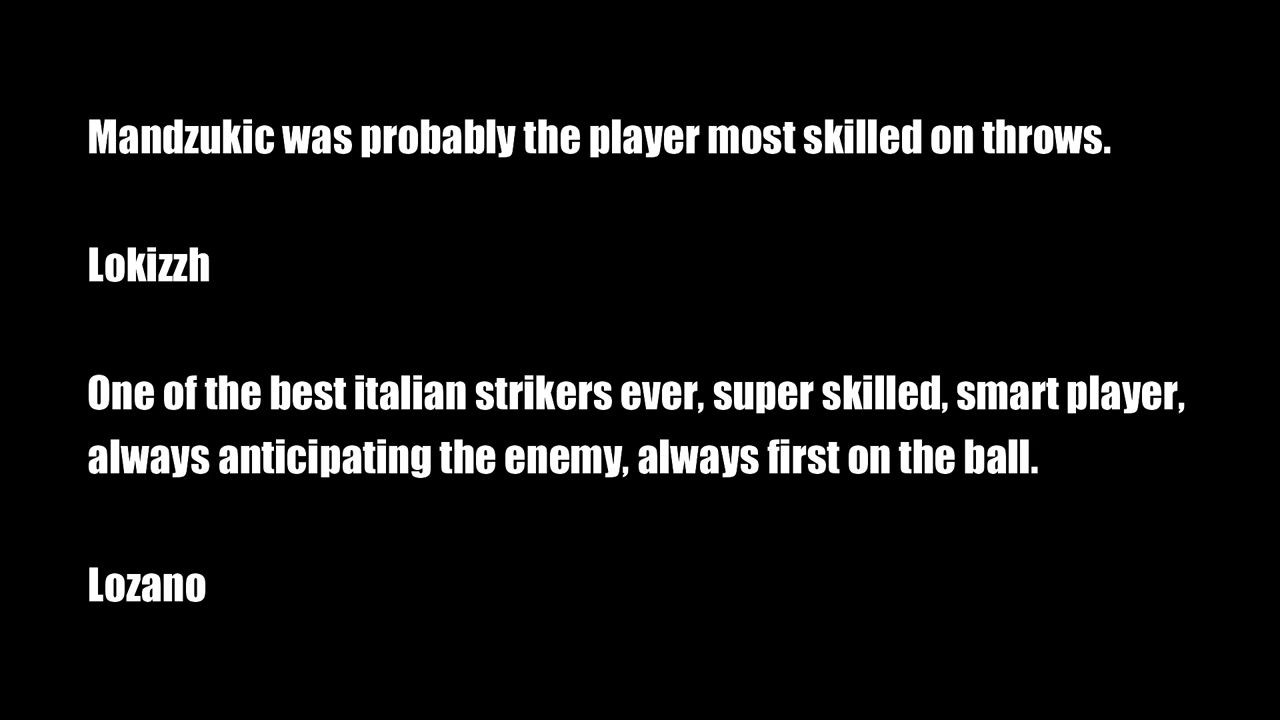 Mandzukic was probably the player most skilled on throws.
Lokizzh
One of the best italian strikers ever, super skilled, smart player,
always anticipating the enemy, always first on the ball.
Lozano